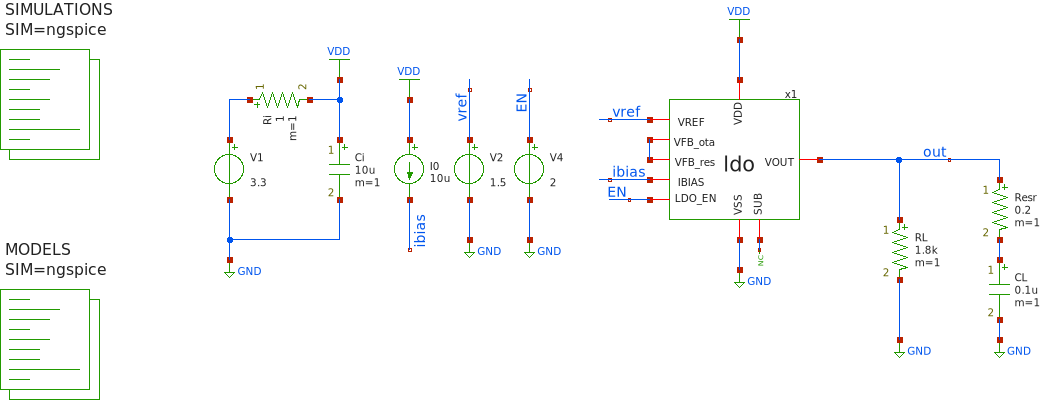 SIMULATIONS
SIM=ngspice
MODELS
SIM=ngspice
VDD
1
2
+
Ri
1
m=1
+
V1
3.3
+
1
Ci
10u
m=1
2
GND
VDD
+
I0
10u
ibias
vref
+
V2
1.5
GND
EN
+
V4
2
GND
VDD
x1
vref
ibias
EN
VDD
VREF
VFB_ota
VFB_res
IBIAS
LDO_EN
ldo
VOUT
VSS
SUB
NC
GND
out
1
+
RL
1.8k
m=1
2
GND
1
+
Resr
0.2
m=1
2
1
+
CL
0.1u
m=1
2
GND